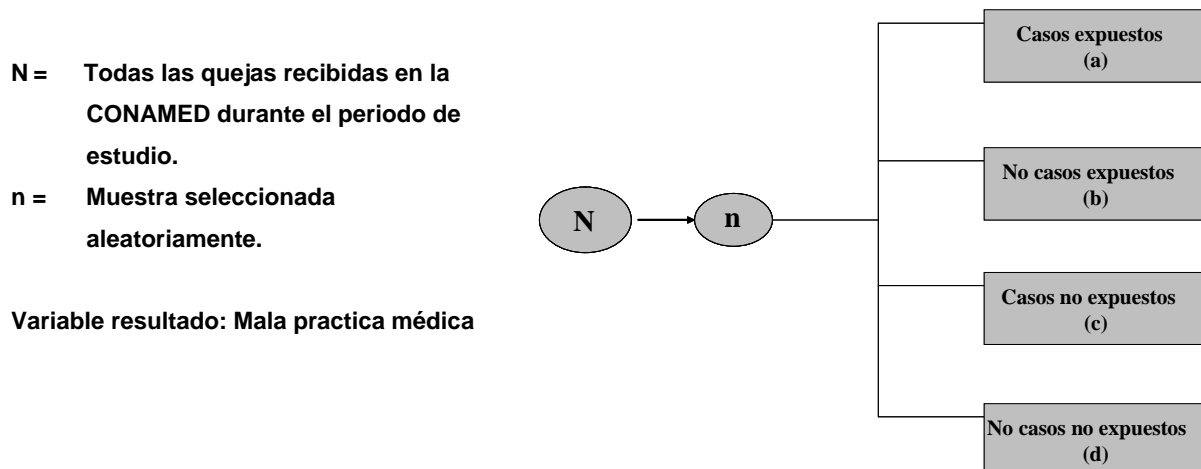 N = Todas las quejas recibidas en la
CONAMED durante el periodo de
estudio.
n = Muestra seleccionada
aleatoriamente.
Variable resultado: Mala practica médica
N
n
Casos expuestos
(a)
No casos expuestos
(b)
Casos no expuestos
(c)
No casos no expuestos
(d)